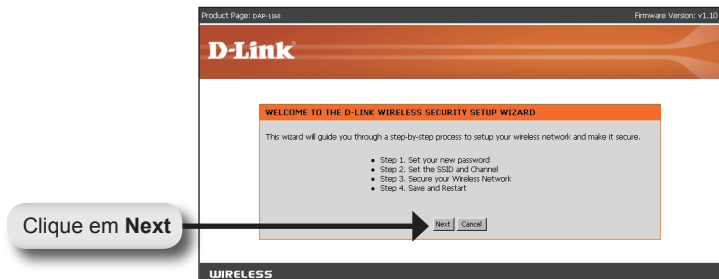 Product Page: DAP-1160 Firmware Version: v1.10
D-Link
WELCOME TO THE D-LINK WIRELESS SECURITY SETUP WIZARD
This wizard will guide you through a step-by-step process to setup your wireless network and make it secure.
• Step 1. Set your new password
• Step 2. Set the SSID and Channel
• Step 3. Secure your Wireless Network
• Step 4. Save and Restart
Clique em Next
Next Cancel
WIRELESS